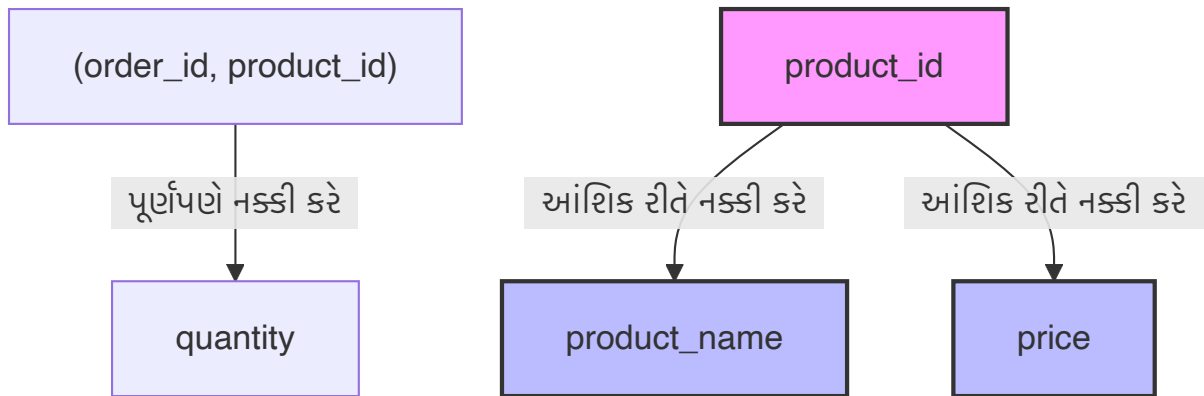 (order_id, product_id)
product_id
પૂર્ણપણે નક્કી કરે
આંશિક રીતે નક્કી કરે
આંશિક રીતે નક્કી કરે
quantity
product_name
price